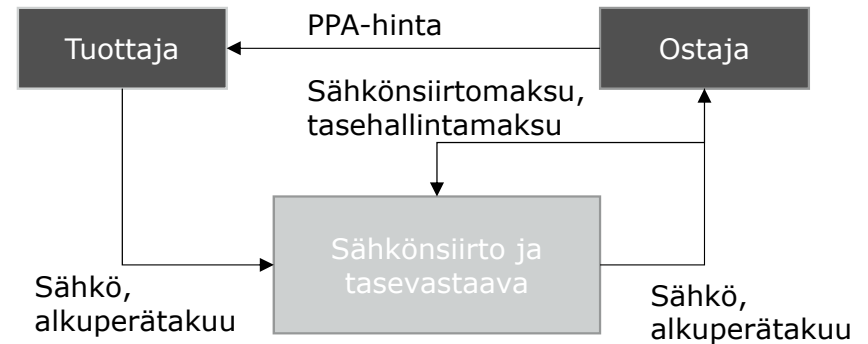 PPA-hinta
Tuottaja
Ostaja
Sähkönsiirtomaksu,
tasehallintamaksu
Sähkönsiirto ja
tasevastaava
Sähkö,
alkuperätakuu
Sähkö,
alkuperätakuu